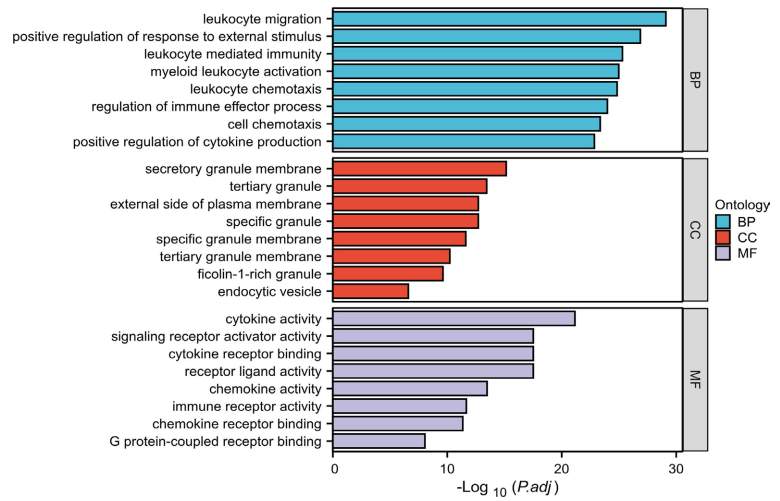 leukocyte migration
positive regulation of response to external stimulus
leukocyte mediated immunity
myeloid leukocyte activation
leukocyte chemotaxis
regulation of immune effector process
cell chemotaxis
positive regulation of cytokine production
BP
secretory granule membrane
tertiary granule
external side of plasma membrane
specific granule
specific granule membrane
tertiary granule membrane
ficolin-1-rich granule
endocytic vesicle
CC
cytokine activity
signaling receptor activator activity
cytokine receptor binding
receptor ligand activity
chemokine activity
immune receptor activity
chemokine receptor binding
G protein-coupled receptor binding
MF
0 10 20 30
-Log 10 (P.adj)
Ontology
BP
CC
MF